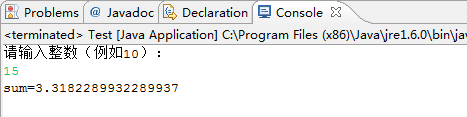 Problems @ Javadoc Declaration Console
<terminated> Test [Java Application] C:\Program Files (x86)\Java\jre1.6.0\bin\jav
请输入整数（例如10）：
15
sum=3.3182289932289937